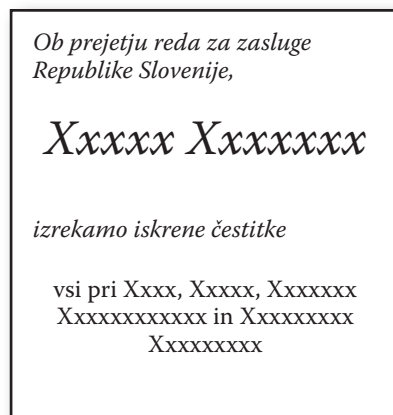 Ob prejetju reda za zasluge
Republike Slovenije,
Xxxxx Xxxxxxx
izrekamo iskrene čestitke
vsi pri Xxxx, Xxxxx, Xxxxxxx
Xxxxxxxxxxx in Xxxxxxxxx
Xxxxxxxxx